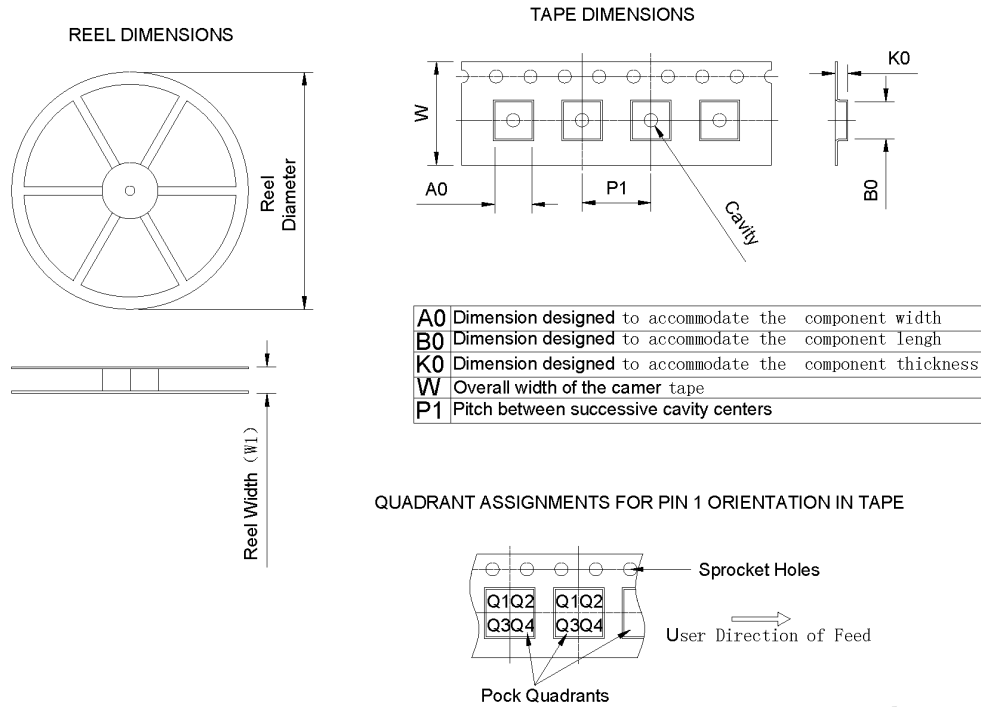 REEL DIMENSIONS
Reel
Diameter
Reel Width (W1)
TAPE DIMENSIONS
W
A0
P1
Cavity
K0
B0
A0 Dimension designed to accommodate the component width
B0 Dimension designed to accommodate the component lengh
K0 Dimension designed to accommodate the component thickness
W Overall width of the camer tape
P1 Pitch between successive cavity centers
QUADRANT ASSIGNMENTS FOR PIN 1 ORIENTATION IN TAPE
Sprocket Holes
Q1Q2 Q1Q2
Q3Q4 Q3Q4
User Direction of Feed
Pock Quadrants